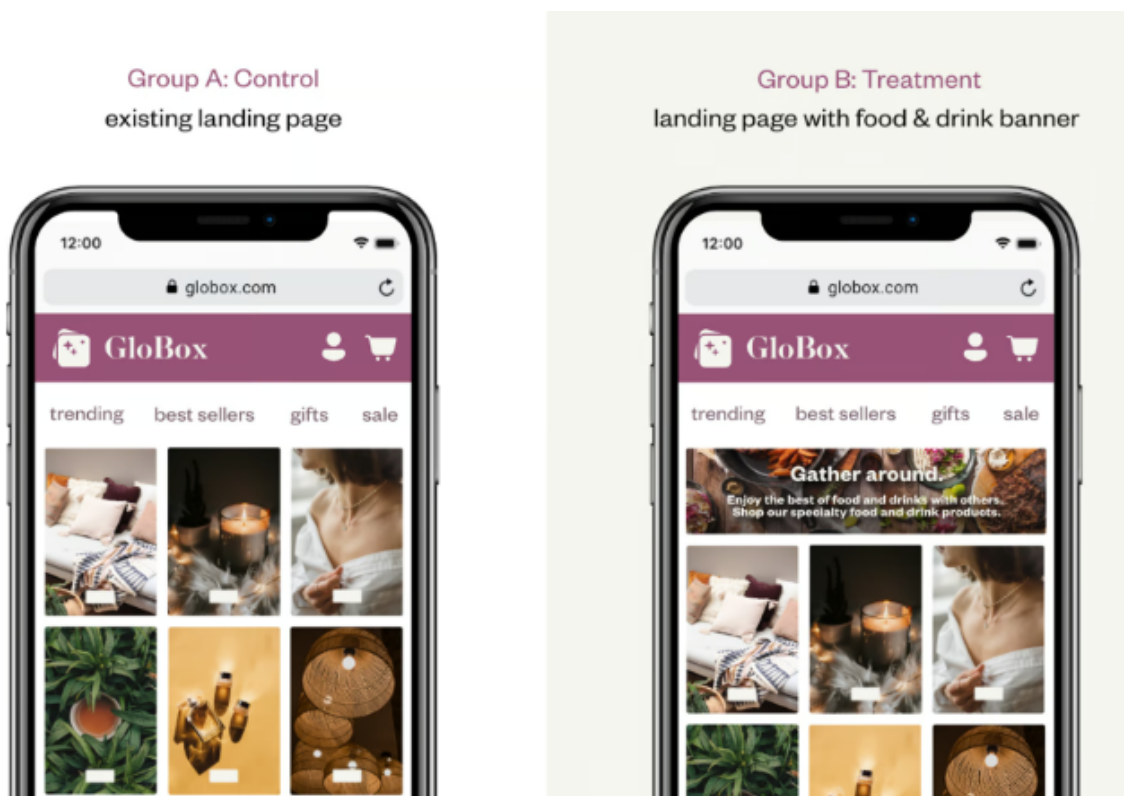 Group A: Control
existing landing page
12:00
globox.com
GloBox
trending best sellers gifts sale
Group B: Treatment
landing page with food & drink banner
12:00
globox.com
GloBox
trending best sellers gifts sale
Gather around.
Enjoy the best of food and drinks with others.
Shop our specialty food and drink products.